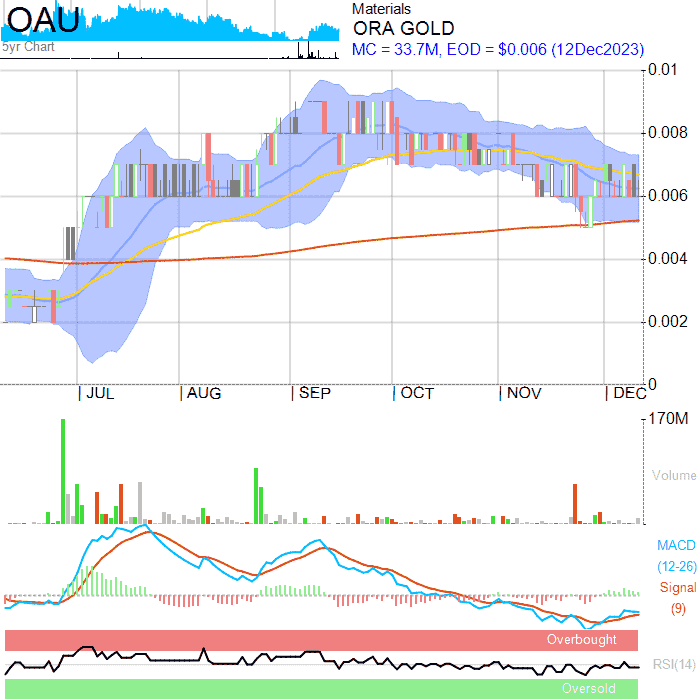 OAU
5yr Chart
Materials
ORA GOLD
MC = 33.7M, EOD = $0.006 (12Dec2023)
0.01
0.008
0.006
0.004
0.002
0
JUL AUG SEP OCT NOV DEC
170M
Volume
MACD
(12-26)
Signal
(9)
Overbought
RSI(14)
Oversold